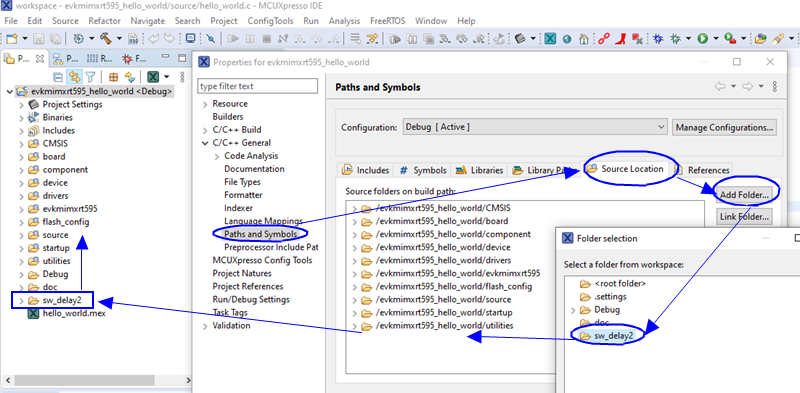 workspace - evkmimxrt595_hello_world/source/hello_world.c - MCUXpresso IDE
File Edit Source Refactor Navigate Search Project ConfigTools Run Analysis FreeRTOS Window Help
evkmimxrt595_hello_world <Debug>
Project Settings
Binaries
Includes
CMSIS
board
component
device
drivers
evkmimxrt595
flash_config
source
startup
utilities
Debug
doc
sw_delay2
hello_world.mex
Properties for evkmimxrt595_hello_world
type filter text
Resource
Builders
C/C++ Build
C/C++ General
Code Analysis
Documentation
File Types
Formatter
Indexer
Language Mappings
Paths and Symbols
Preprocessor Include Pat
MCUXpresso Config Tools
Project Natures
Project References
Run/Debug Settings
Task Tags
Validation
Paths and Symbols
Configuration: Debug [ Active ] Manage Configurations...
Includes # Symbols Libraries Library Paths Source Location References
Source folders on build path:
/evkmimxrt595_hello_world/CMSIS
/evkmimxrt595_hello_world/board
/evkmimxrt595_hello_world/component
/evkmimxrt595_hello_world/device
/evkmimxrt595_hello_world/drivers
/evkmimxrt595_hello_world/evkmimxrt595
/evkmimxrt595_hello_world/flash_config
/evkmimxrt595_hello_world/source
/evkmimxrt595_hello_world/startup
/evkmimxrt595_hello_world/utilities
Add Folder...
Link Folder...
Folder selection
Select a folder from workspace:
<root folder>
.settings
Debug
doc
sw_delay2